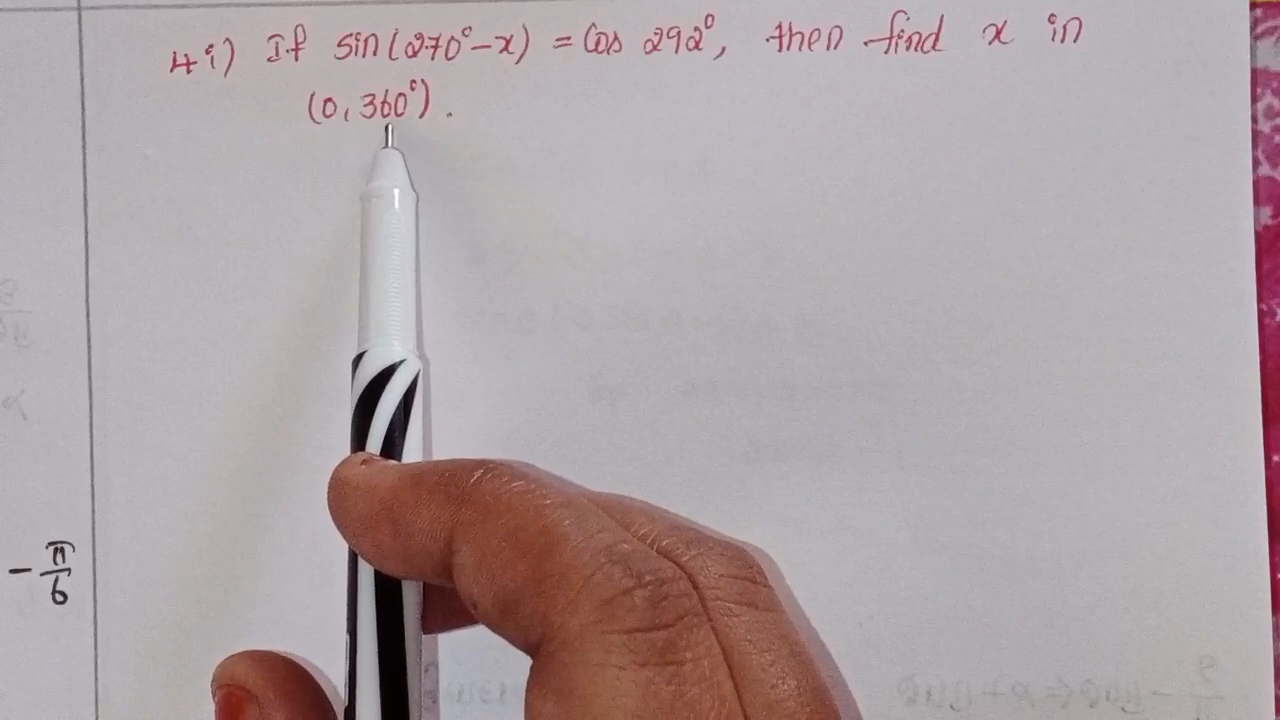 4 i) If sin(270°-x) = Cos 292°, then find x in
(0, 360°).
- π/6